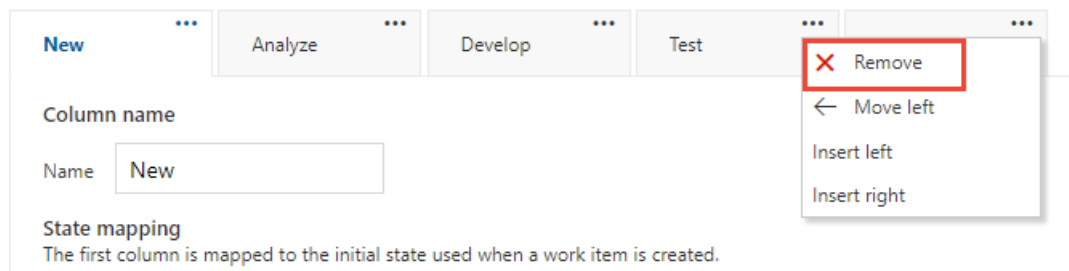 New Analyze Develop Test
Remove
Column name
Move left
Name New
Insert left
Insert right
State mapping
The first column is mapped to the initial state used when a work item is created.